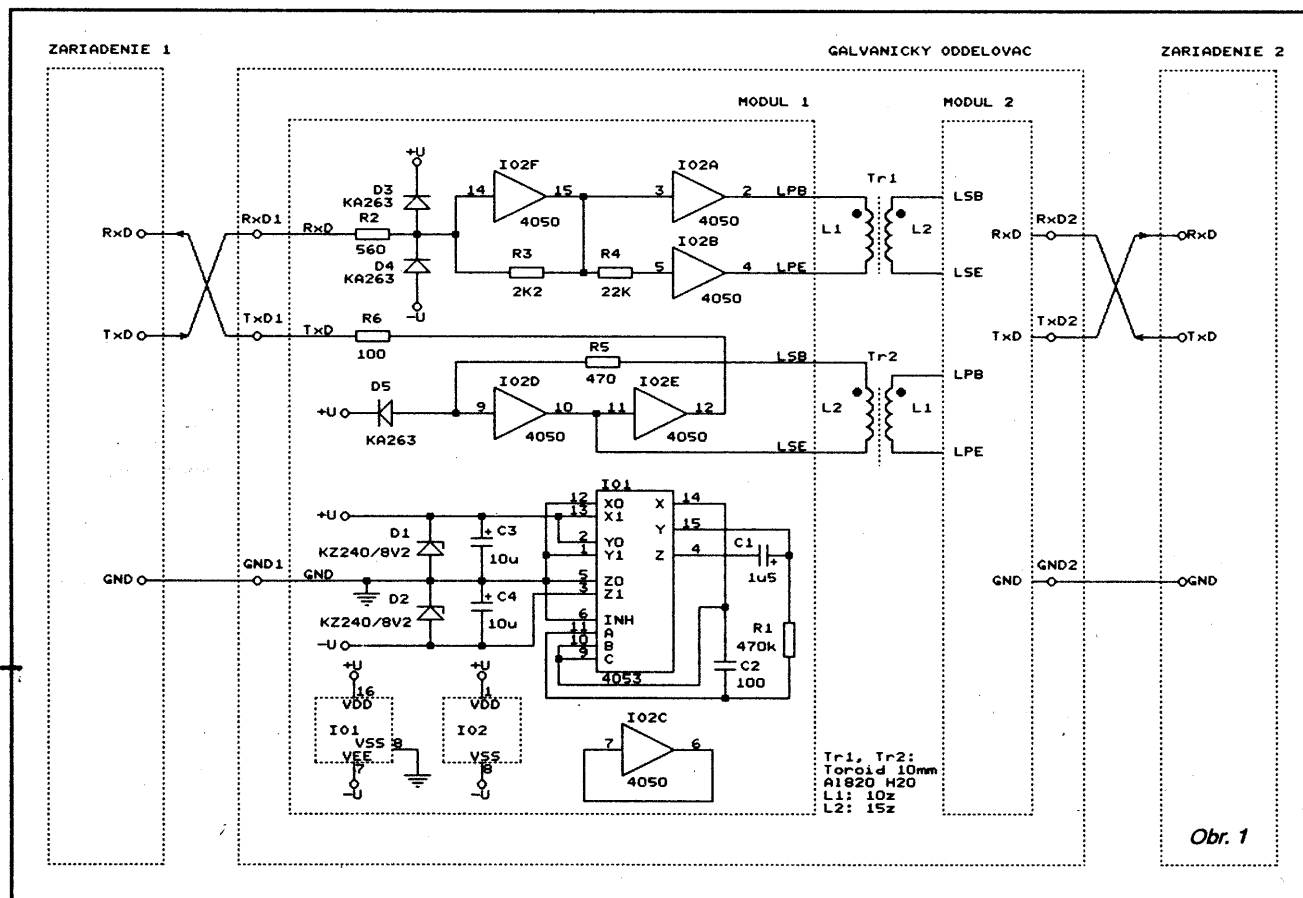 ZARIADENIE 1
GALVANICKY ODDELOVAC
ZARIADENIE 2
MODUL 1
MODUL 2
+U
D3
KA263
IO2F
14
15
4050
IO2A
3
2
4050
LPB
Tr1
LSB
RxD
RxD1
RxD
R2
560
D4
KA263
-U
R3
2K2
R4
22K
IO2B
5
4
4050
LPE
L1
L2
LSE
RxD2
RxD
RxD
TxD
TxD1
TxD
R6
100
TxD2
TxD
TxD
R5
470
LSB
Tr2
LPB
+U
D5
KA263
IO2D
9
10
4050
IO2E
11
12
4050
LSE
L2
L1
LPE
IO1
12
X0
X
14
13
X1
Y
15
2
Y0
Z
4
1
Y1
5
Z0
3
Z1
6
INH
11
A
10
B
9
C
4053
+U
D1
KZ240/8V2
C3
+
10u
C1
+
1u5
GND
GND1
GND
D2
KZ240/8V2
C4
+
10u
-U
R1
470k
C2
100
GND2
GND
GND
+U
16
VDD
IO1
VSS
8
VEE
7
-U
+U
1
VDD
IO2
VSS
8
-U
IO2C
7
6
4050
Tr1, Tr2:
Toroid 10mm
Al820 H20
L1: 10z
L2: 15z
Obr. 1